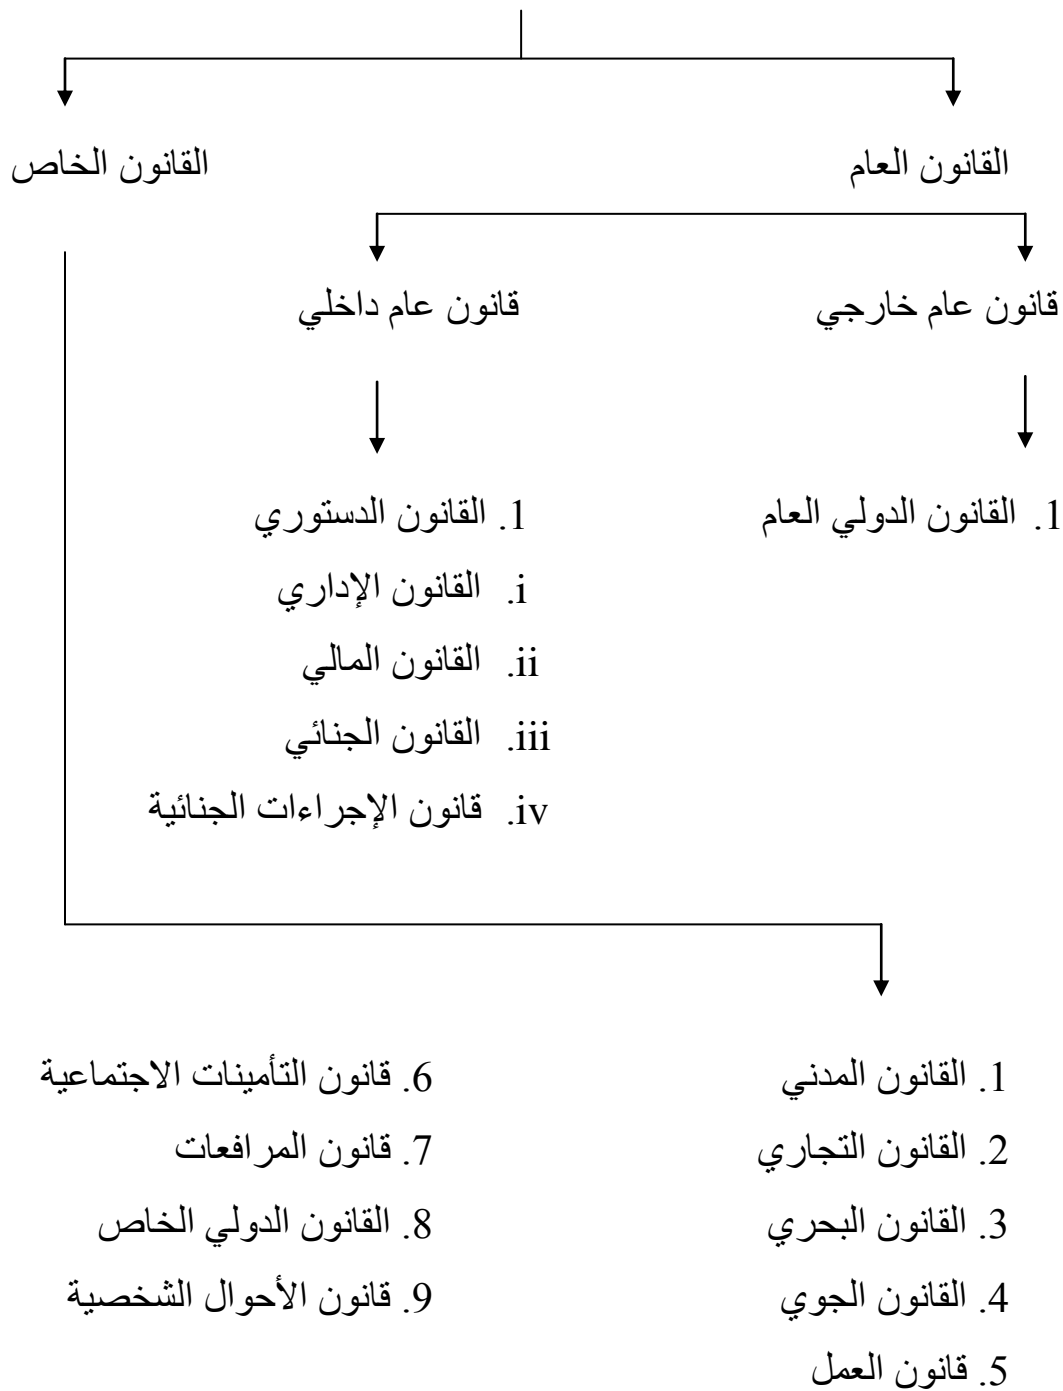 القانون العام
القانون الخاص
قانون عام خارجي
قانون عام داخلي
1. القانون الدولي العام
1. القانون الدستوري
i. القانون الإداري
ii. القانون المالي
iii. القانون الجنائي
iv. قانون الإجراءات الجنائية
1. القانون المدني
2. القانون التجاري
3. القانون البحري
4. القانون الجوي
5. قانون العمل
6. قانون التأمينات الاجتماعية
7. قانون المرافعات
8. القانون الدولي الخاص
9. قانون الأحوال الشخصية